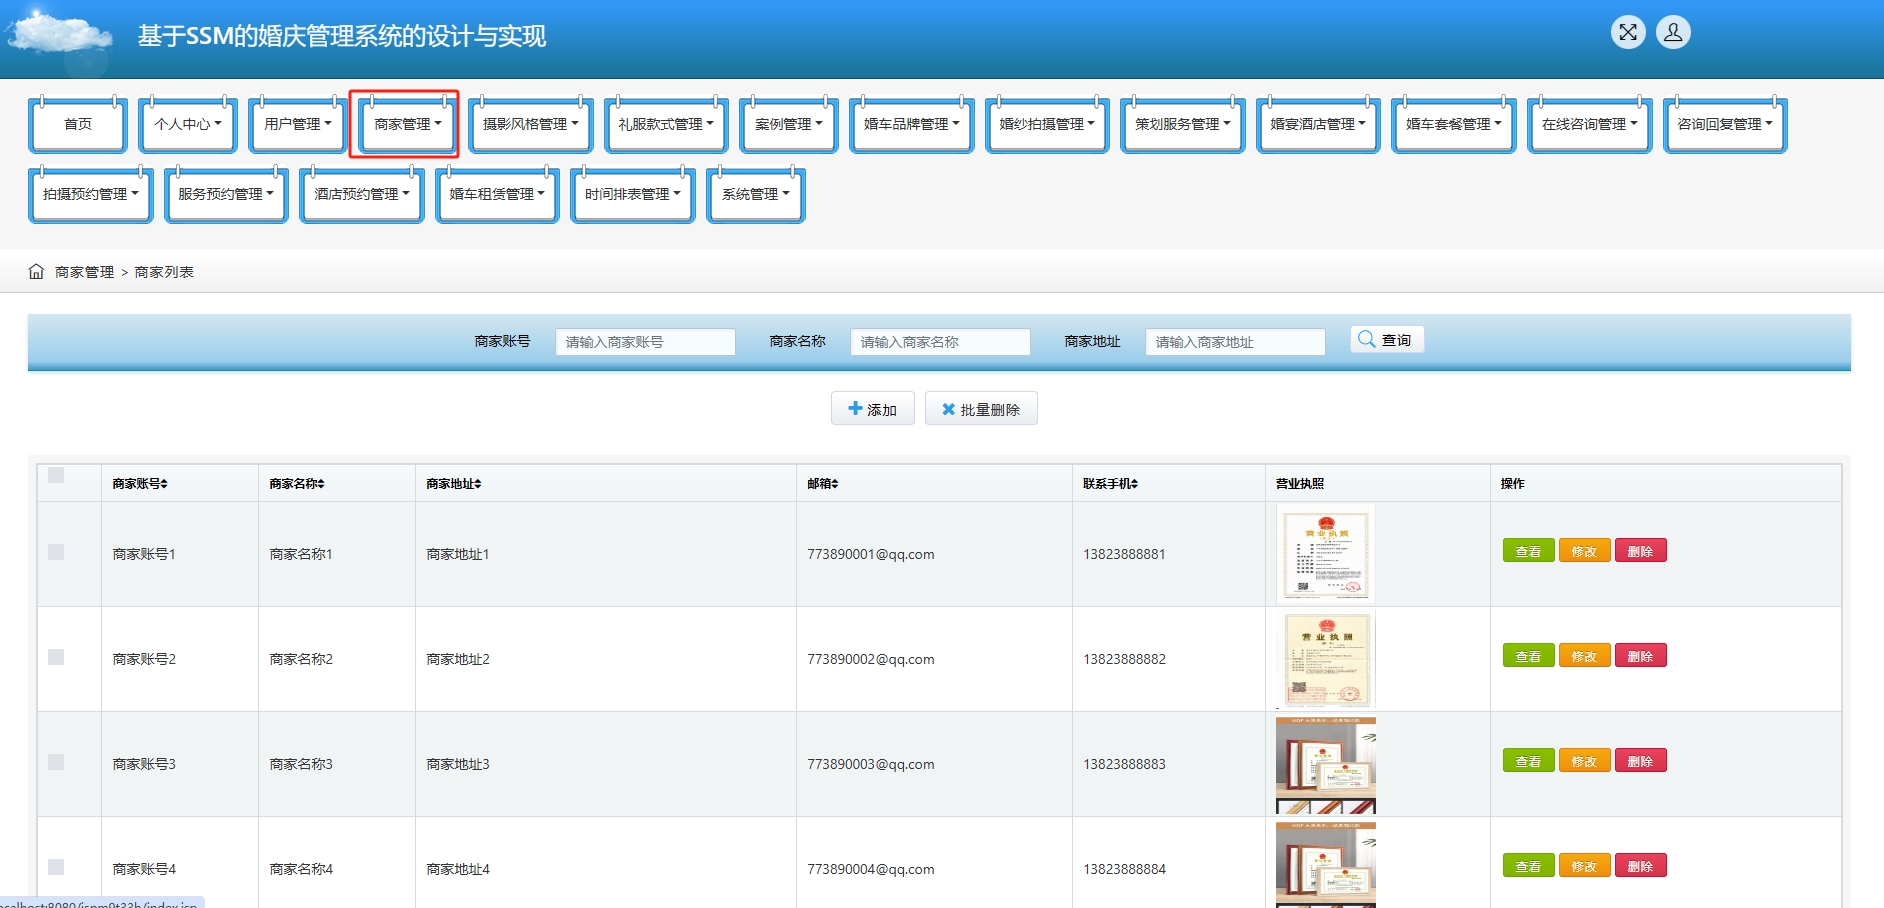 基于SSM的婚庆管理系统的设计与实现
首页 个人中心 用户管理 商家管理 摄影风格管理 礼服款式管理 案例管理 婚车品牌管理 婚纱拍摄管理 策划服务管理 婚宴酒店管理 婚车套餐管理 在线咨询管理 咨询回复管理
拍摄预约管理 服务预约管理 酒店预约管理 婚车租赁管理 时间排表管理 系统管理
商家管理 > 商家列表
商家账号 请输入商家账号 商家名称 请输入商家名称 商家地址 请输入商家地址 查询
添加 批量删除
商家账号 商家名称 商家地址 邮箱 联系手机 营业执照 操作
商家账号1 商家名称1 商家地址1 773890001@qq.com 13823888881 营业执照 查看 修改 删除
商家账号2 商家名称2 商家地址2 773890002@qq.com 13823888882 营业执照 查看 修改 删除
商家账号3 商家名称3 商家地址3 773890003@qq.com 13823888883 查看 修改 删除
商家账号4 商家名称4 商家地址4 773890004@qq.com 13823888884 查看 修改 删除